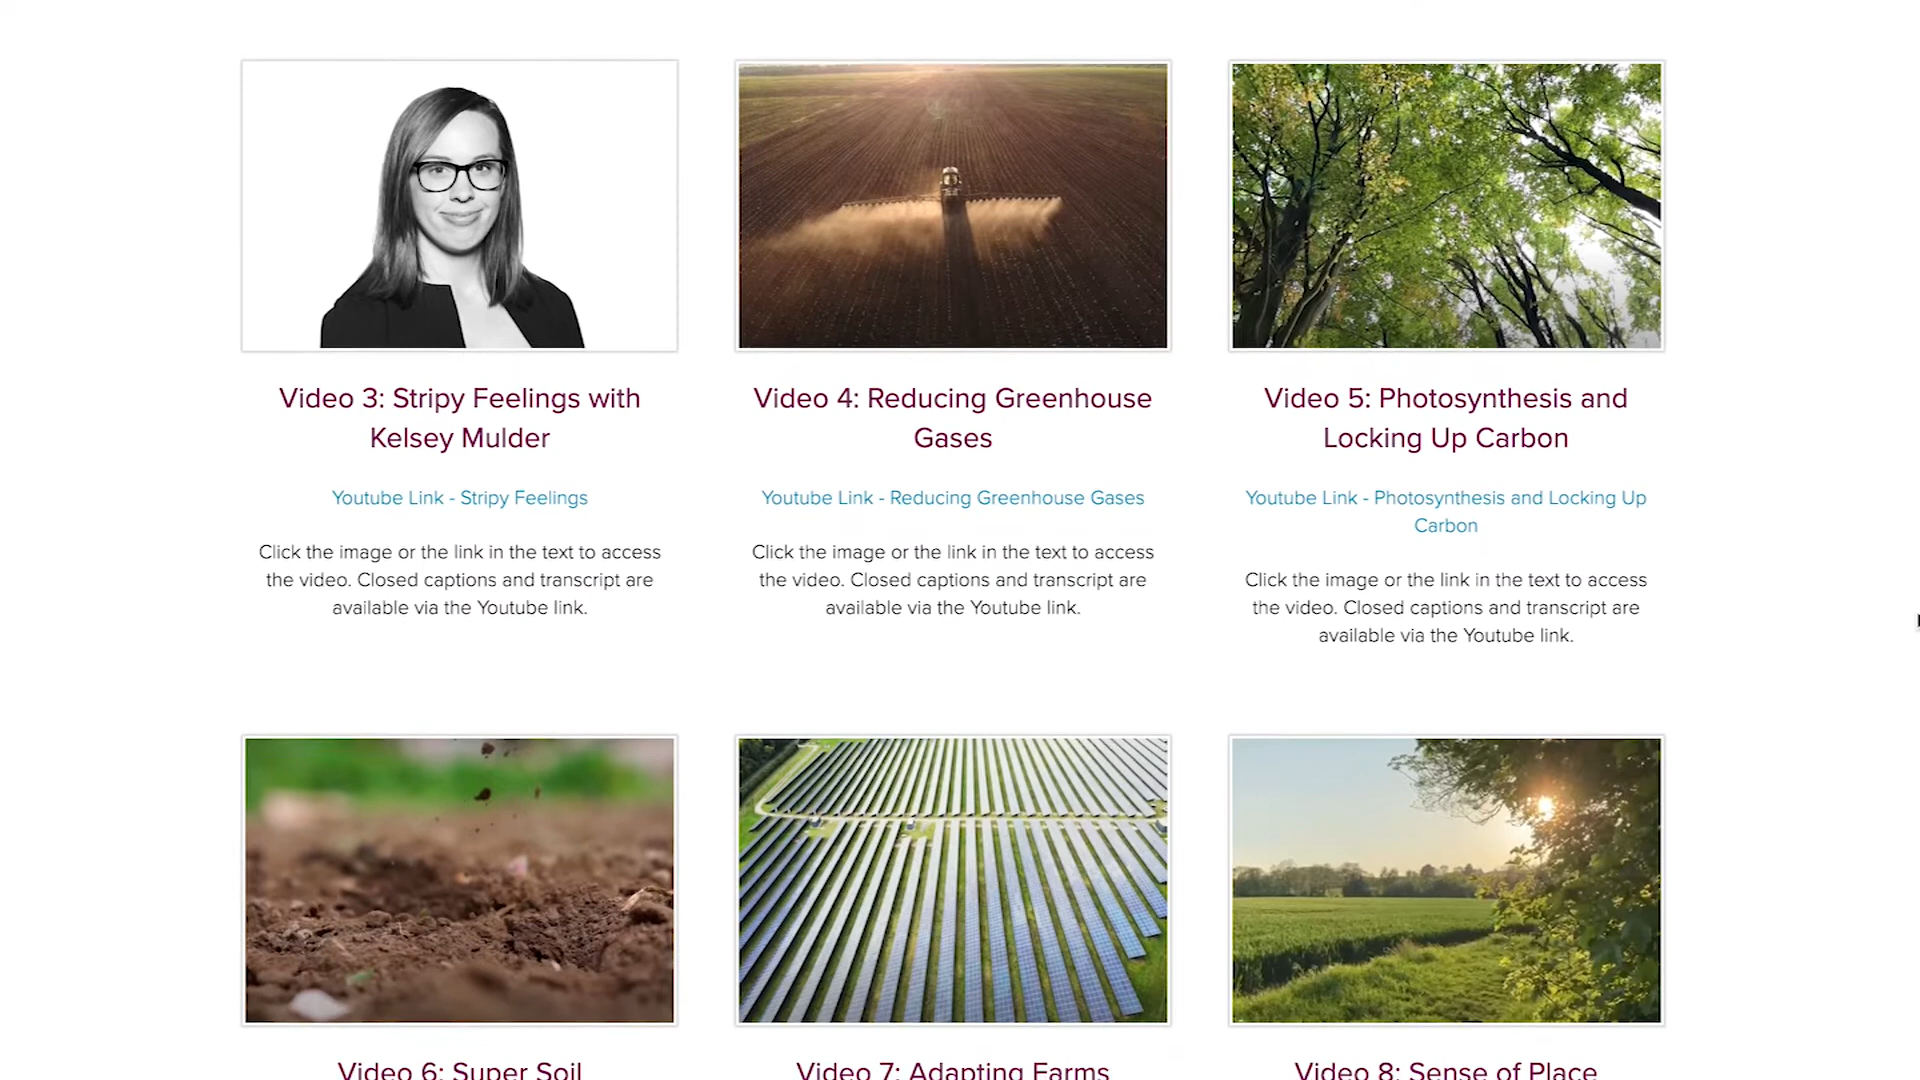 Video 3: Stripy Feelings with
Kelsey Mulder
Youtube Link - Stripy Feelings
Click the image or the link in the text to access
the video. Closed captions and transcript are
available via the Youtube link.
Video 4: Reducing Greenhouse
Gases
Youtube Link - Reducing Greenhouse Gases
Click the image or the link in the text to access
the video. Closed captions and transcript are
available via the Youtube link.
Video 5: Photosynthesis and
Locking Up Carbon
Youtube Link - Photosynthesis and Locking Up
Carbon
Click the image or the link in the text to access
the video. Closed captions and transcript are
available via the Youtube link.
Video 6: Super Soil
Video 7: Adapting Farms
Video 8: Sense of Place